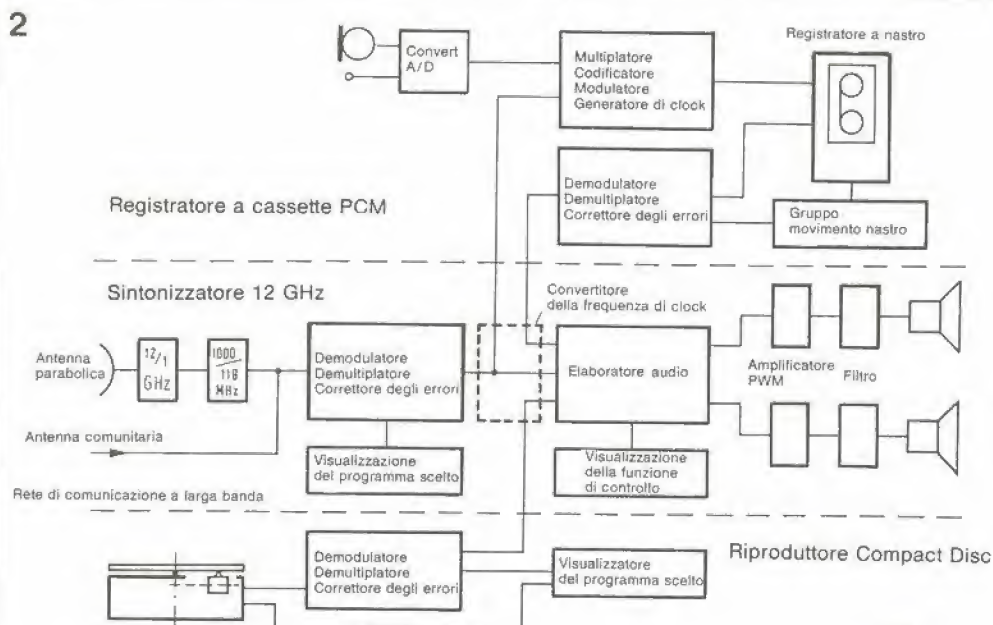 2
Convert
A/D
Multiplatore
Codificatore
Modulatore
Generatore di clock
Registratore a nastro
Registratore a cassette PCM
Demodulatore
Demultiplatore
Correttore degli errori
Gruppo
movimento nastro
Sintonizzatore 12 GHz
Convertitore
della frequenza di clock
Antenna
parabolica
12/1
GHz
1000/
118
MHz
Demodulatore
Demultiplatore
Correttore degli errori
Elaboratore audio
Amplificatore
PWM
Filtro
Antenna comunitaria
Visualizzazione
del programma scelto
Visualizzazione
della funzione
di controllo
Rete di comunicazione a larga banda
Demodulatore
Demultiplatore
Correttore degli errori
Visualizzatore
del programma scelto
Riproduttore Compact Disc